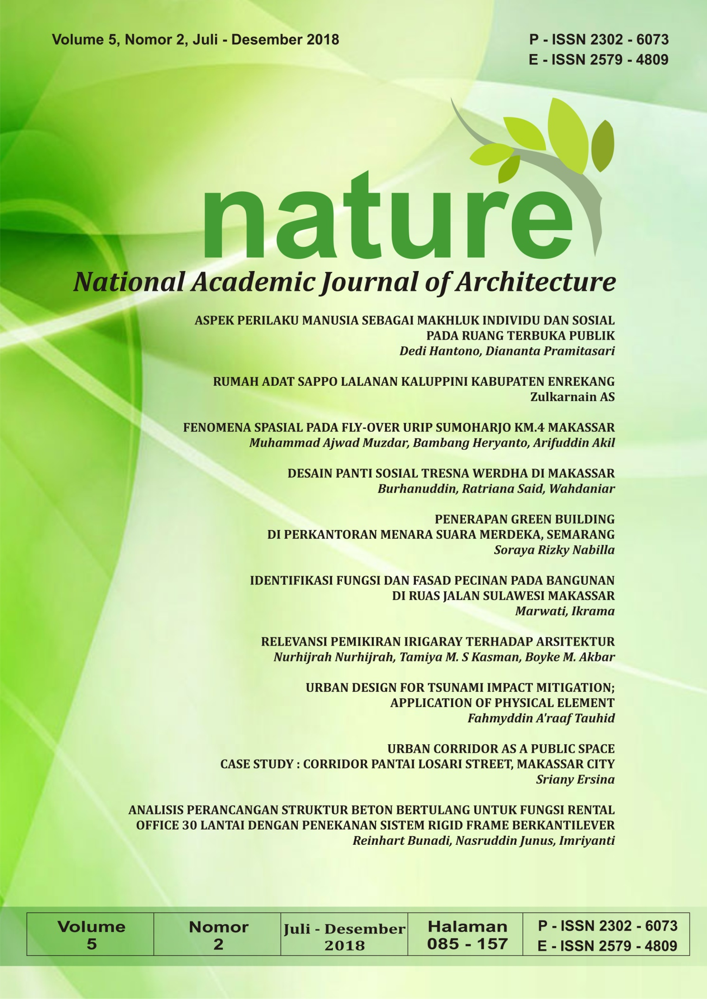 Volume 5, Nomor 2, Juli - Desember 2018
P - ISSN 2302 - 6073
E - ISSN 2579 - 4809
nature
National Academic Journal of Architecture
ASPEK PERILAKU MANUSIA SEBAGAI MAKHLUK INDIVIDU DAN SOSIAL
PADA RUANG TERBUKA PUBLIK
Dedi Hantono, Diananta Pramitasari
RUMAH ADAT SAPPO LALANAN KALUPPINI KABUPATEN ENREKANG
Zulkarnain AS
FENOMENA SPASIAL PADA FLY-OVER URIP SUMOHARJO KM.4 MAKASSAR
Muhammad Ajwad Muzdar, Bambang Heryanto, Arifuddin Akil
DESAIN PANTI SOSIAL TRESNA WERDHA DI MAKASSAR
Burhanuddin, Ratriana Said, Wahdaniar
PENERAPAN GREEN BUILDING
DI PERKANTORAN MENARA SUARA MERDEKA, SEMARANG
Soraya Rizky Nabilla
IDENTIFIKASI FUNGSI DAN FASAD PECINAN PADA BANGUNAN
DI RUAS JALAN SULAWESI MAKASSAR
Marwati, Ikrama
RELEVANSI PEMIKIRAN IRIGARAY TERHADAP ARSITEKTUR
Nurhijrah Nurhijrah, Tamiya M. S Kasman, Boyke M. Akbar
URBAN DESIGN FOR TSUNAMI IMPACT MITIGATION;
APPLICATION OF PHYSICAL ELEMENT
Fahmyddin A'raaf Tauhid
URBAN CORRIDOR AS A PUBLIC SPACE
CASE STUDY : CORRIDOR PANTAI LOSARI STREET, MAKASSAR CITY
Sriany Ersina
ANALISIS PERANCANGAN STRUKTUR BETON BERTULANG UNTUK FUNGSI RENTAL
OFFICE 30 LANTAI DENGAN PENEKANAN SISTEM RIGID FRAME BERKANTILEVER
Reinhart Bunadi, Nasruddin Junus, Imriyanti
Volume
5
Nomor
2
Juli - Desember
2018
Halaman
085 - 157
P - ISSN 2302 - 6073
E - ISSN 2579 - 4809